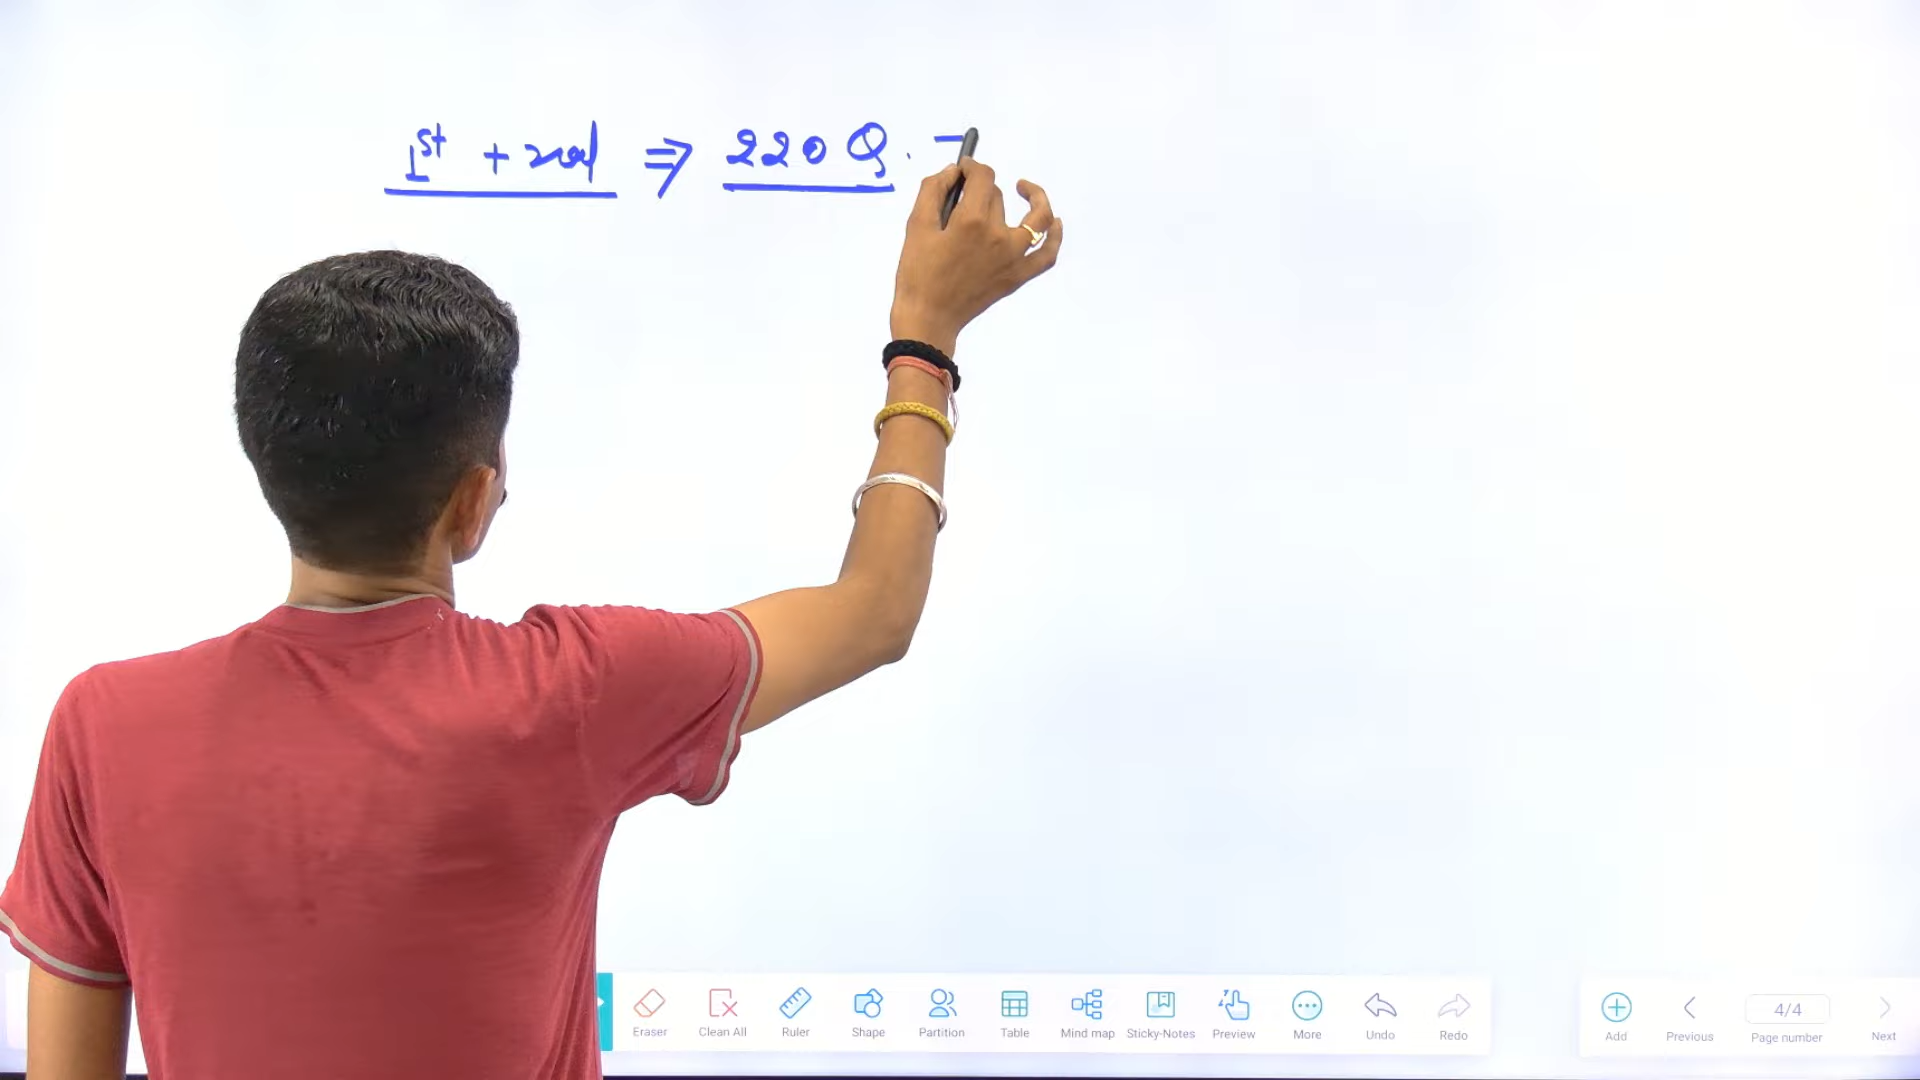 1st + 2nd ⇒ 220 Q. -
Eraser Clean All Ruler Shape Partition Table Mind map Sticky-Notes Preview More Undo Redo Add Previous 4/4 Page number Next